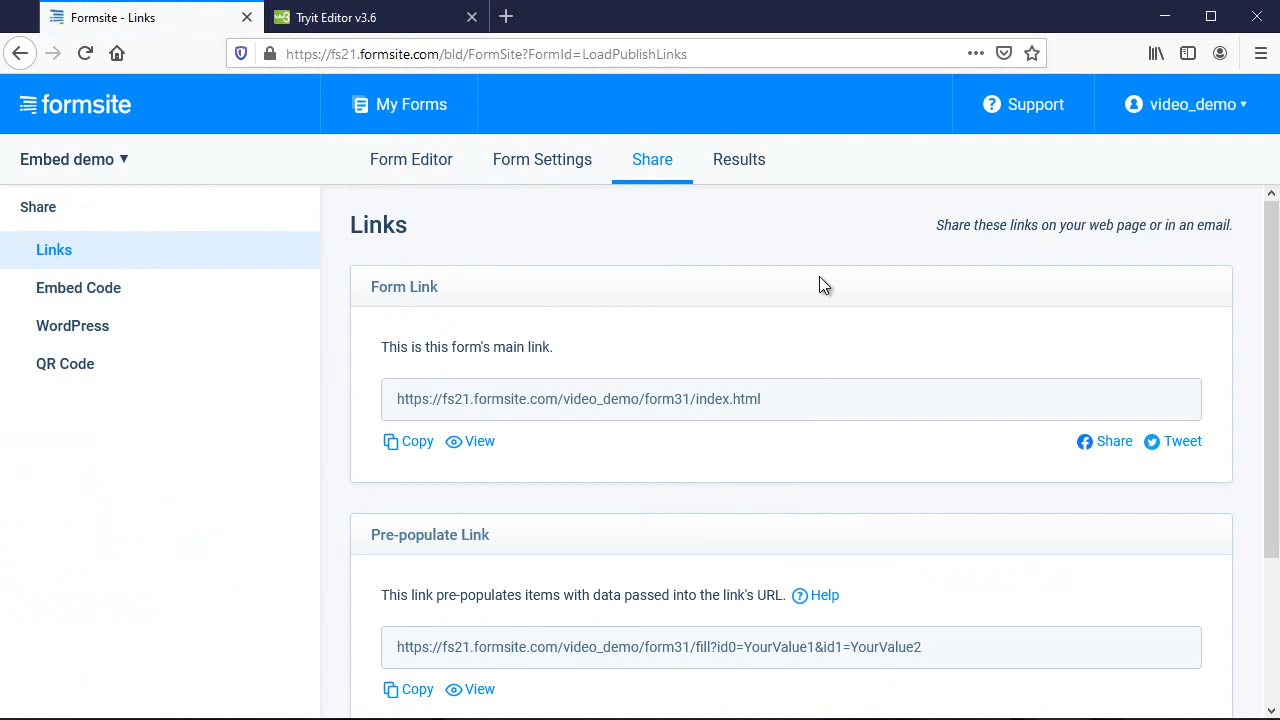 Formsite - Links
Tryit Editor v3.6
https://fs21.formsite.com/bld/FormSite?FormId=LoadPublishLinks
formsite
My Forms
Support
video_demo
Embed demo
Form Editor
Form Settings
Share
Results
Share
Links
Embed Code
WordPress
QR Code
Links
Share these links on your web page or in an email.
Form Link
This is this form's main link.
https://fs21.formsite.com/video_demo/form31/index.html
Copy
View
Share
Tweet
Pre-populate Link
This link pre-populates items with data passed into the link's URL.
Help
https://fs21.formsite.com/video_demo/form31/fill?id0=YourValue1&id1=YourValue2
Copy
View